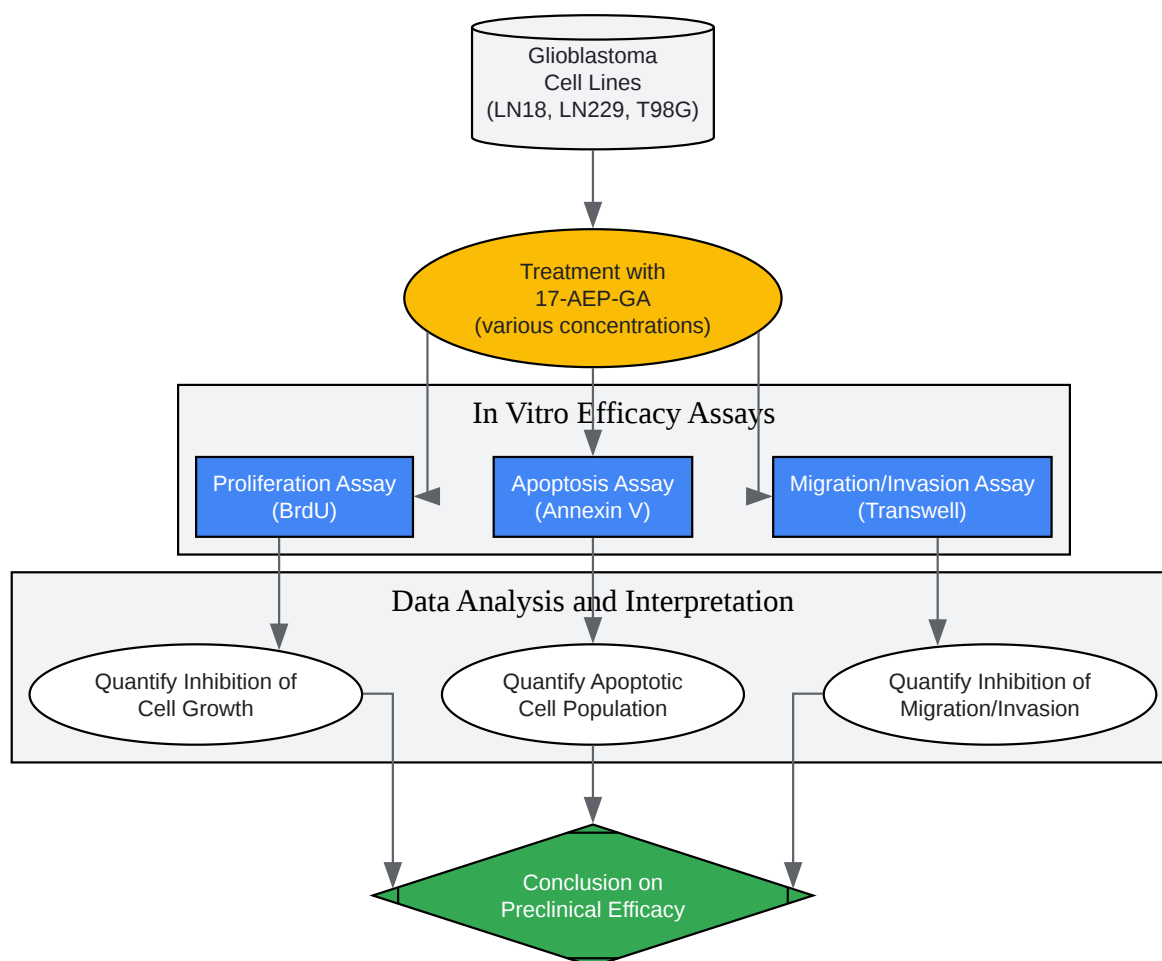 Glioblastoma
Cell Lines
(LN18, LN229, T98G)
Treatment with
17-AEP-GA
(various concentrations)
In Vitro Efficacy Assays
Proliferation Assay
(BrdU)
Apoptosis Assay
(Annexin V)
Migration/Invasion Assay
(Transwell)
Data Analysis and Interpretation
Quantify Inhibition of
Cell Growth
Quantify Apoptotic
Cell Population
Quantify Inhibition of
Migration/Invasion
Conclusion on
Preclinical Efficacy